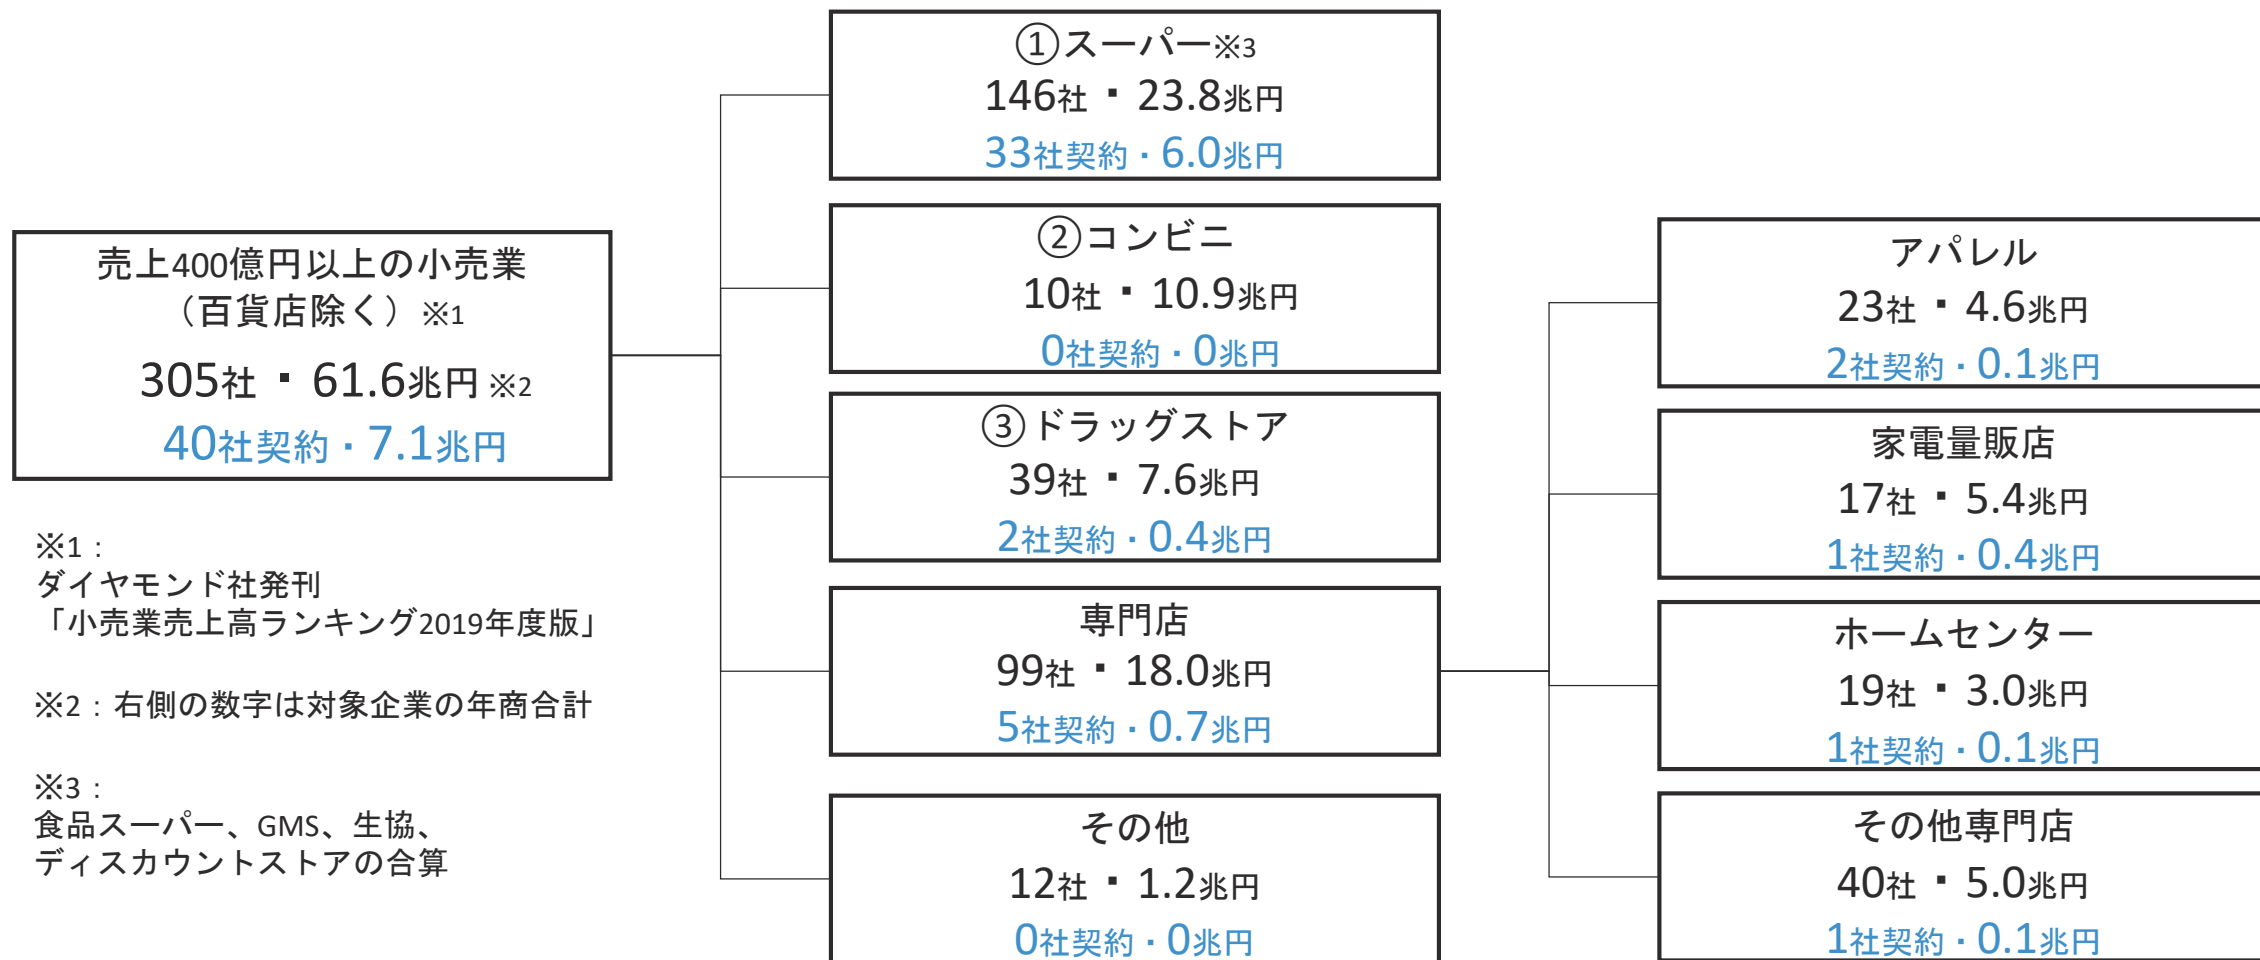 売上400億円以上の小売業
（百貨店除く）※1
305社・61.6兆円 ※2
40社契約・7.1兆円
※1：
ダイヤモンド社発刊
「小売業売上高ランキング2019年度版」
※2：右側の数字は対象企業の年商合計
※3：
食品スーパー、GMS、生協、
ディスカウントストアの合算
①スーパー※3
146社・23.8兆円
33社契約・6.0兆円
②コンビニ
10社・10.9兆円
0社契約・0兆円
③ドラッグストア
39社・7.6兆円
2社契約・0.4兆円
専門店
99社・18.0兆円
5社契約・0.7兆円
その他
12社・1.2兆円
0社契約・0兆円
アパレル
23社・4.6兆円
2社契約・0.1兆円
家電量販店
17社・5.4兆円
1社契約・0.4兆円
ホームセンター
19社・3.0兆円
1社契約・0.1兆円
その他専門店
40社・5.0兆円
1社契約・0.1兆円